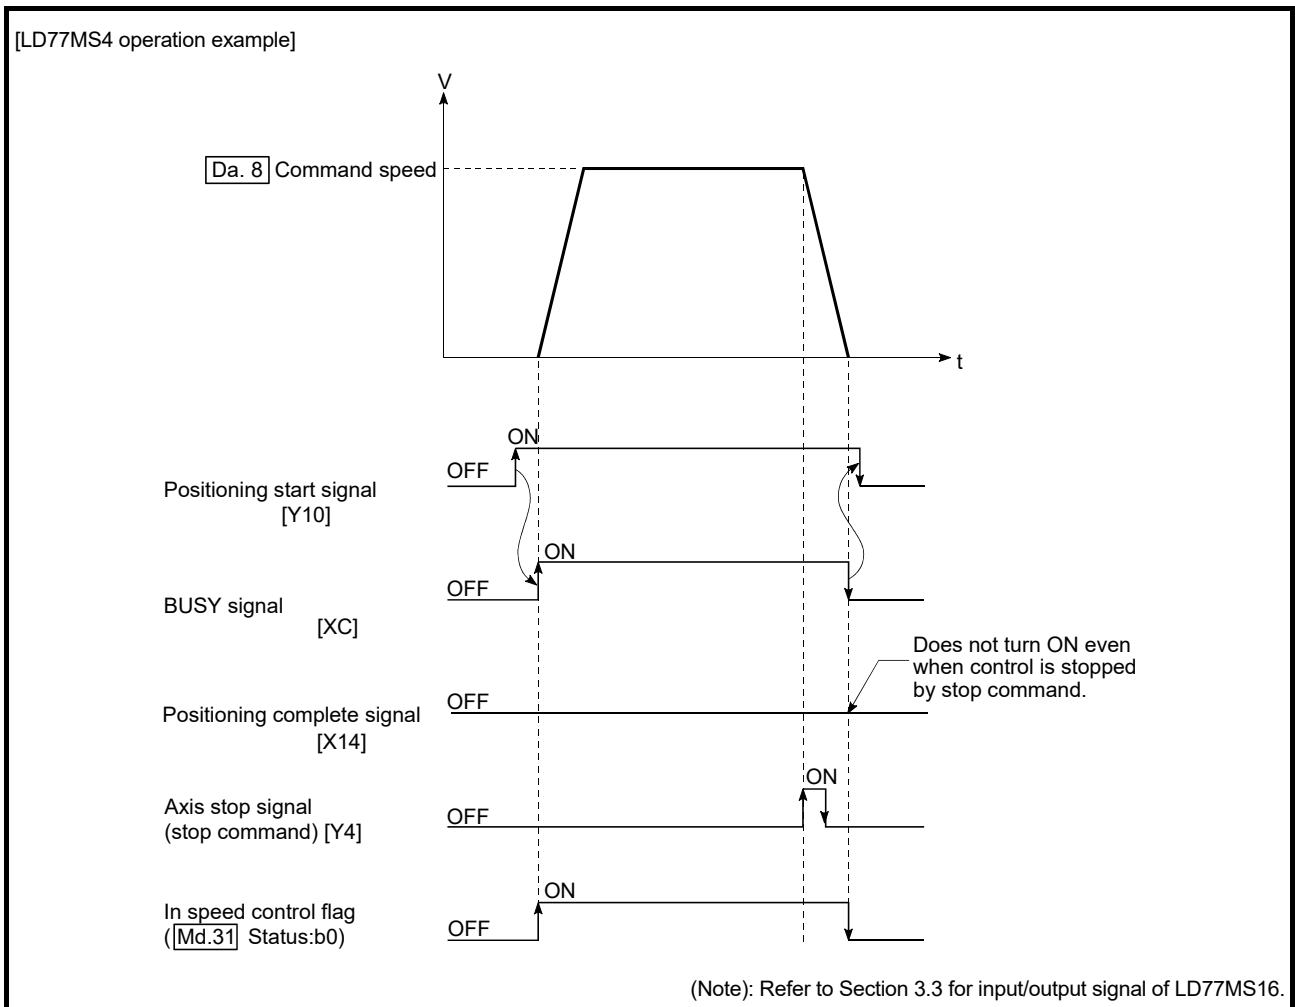 [LD77MS4 operation example]
V
Da. 8 Command speed
t
ON
OFF
Positioning start signal
[Y10]
ON
OFF
BUSY signal
[XC]
Does not turn ON even
when control is stopped
by stop command.
OFF
Positioning complete signal
[X14]
ON
Axis stop signal
OFF
(stop command) [Y4]
ON
In speed control flag
OFF
(Md.31 Status:b0)
(Note): Refer to Section 3.3 for input/output signal of LD77MS16.